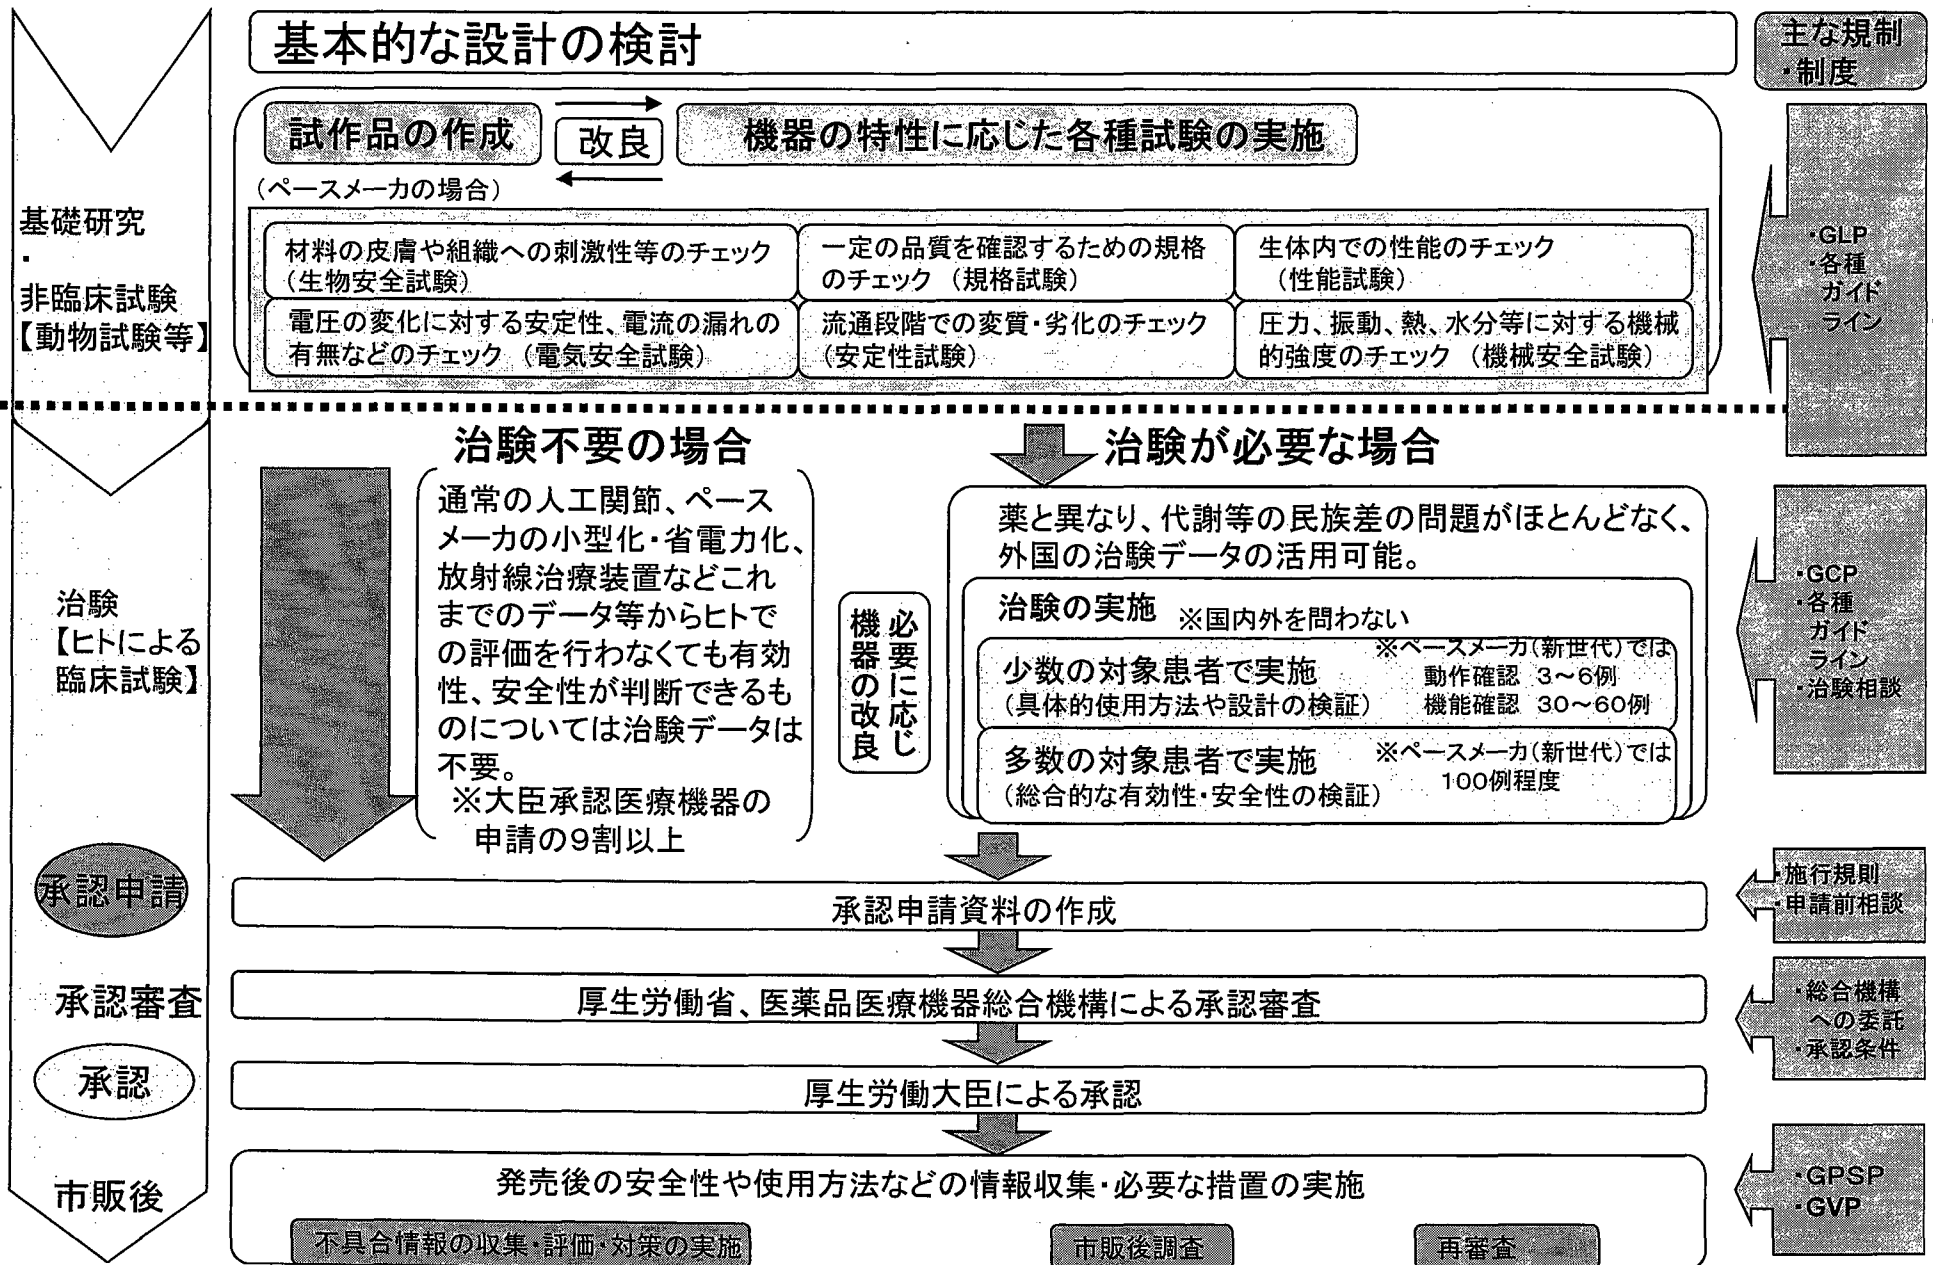 基本的な設計の検討
主な規制
・制度
試作品の作成
改良
機器の特性に応じた各種試験の実施
(ペースメーカの場合)
基礎研究
・
非臨床試験
【動物試験等】
材料の皮膚や組織への刺激性等のチェック
(生物安全試験)
一定の品質を確認するための規格
のチェック (規格試験)
生体内での性能のチェック
(性能試験)
電圧の変化に対する安定性、電流の漏れの
有無などのチェック (電気安全試験)
流通段階での変質・劣化のチェック
(安定性試験)
圧力、振動、熱、水分等に対する機械
的強度のチェック (機械安全試験)
・GLP
・各種
ガイド
ライン
治験不要の場合
治験が必要な場合
治験
【ヒトによる
臨床試験】
通常の人工関節、ペース
メーカの小型化・省電力化、
放射線治療装置などこれ
までのデータ等からヒトで
の評価を行わなくても有効
性、安全性が判断できるも
のについては治験データは
不要。
※大臣承認医療機器の
申請の9割以上
必要に応じ
機器の改良
薬と異なり、代謝等の民族差の問題がほとんどなく、
外国の治験データの活用可能。
治験の実施 ※国内外を問わない
少数の対象患者で実施
(具体的使用方法や設計の検証)
※ペースメーカ(新世代)では
動作確認 3~6例
機能確認 30~60例
多数の対象患者で実施
(総合的な有効性・安全性の検証)
※ペースメーカ(新世代)では
100例程度
・GCP
・各種
ガイド
ライン
・治験相談
承認申請
承認申請資料の作成
・施行規則
・申請前相談
承認審査
厚生労働省、医薬品医療機器総合機構による承認審査
・総合機構
への委託
・承認条件
承認
厚生労働大臣による承認
市販後
発売後の安全性や使用方法などの情報収集・必要な措置の実施
不具合情報の収集・評価・対策の実施
市販後調査
再審査
・GPSP
・GVP